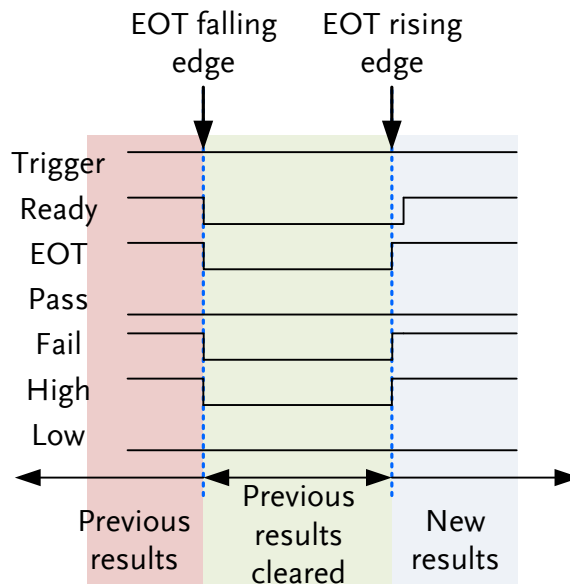 EOT falling
edge
EOT rising
edge
Trigger
Ready
EOT
Pass
Fail
High
Low
Previous
results
Previous
results
cleared
New
results